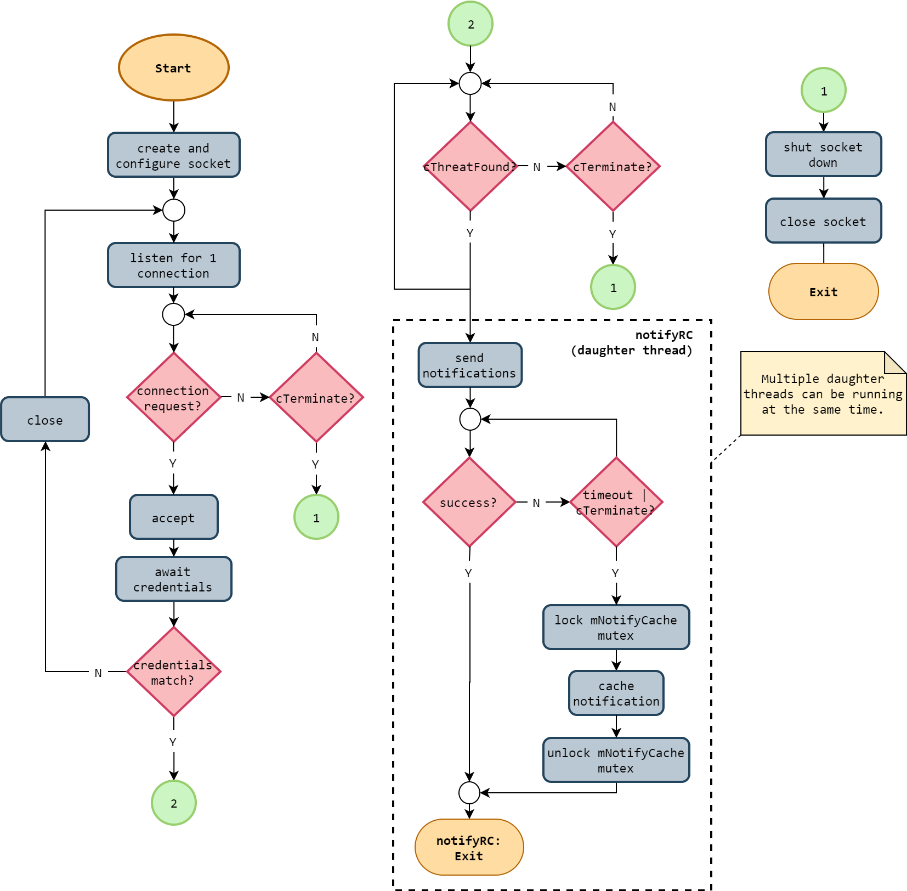 Start
create and
configure socket
listen for 1
connection
connection
request?
N
cTerminate?
N
Y
1
Y
accept
await
credentials
credentials
match?
N
close
Y
2
2
cThreatFound?
N
cTerminate?
N
Y
1
Y
notifyRC
(daughter thread)
send
notifications
success?
N
timeout |
cTerminate?
Y
Y
lock mNotifyCache
mutex
cache
notification
unlock mNotifyCache
mutex
notifyRC:
Exit
1
shut socket
down
close socket
Exit
Multiple daughter
threads can be running
at the same time.